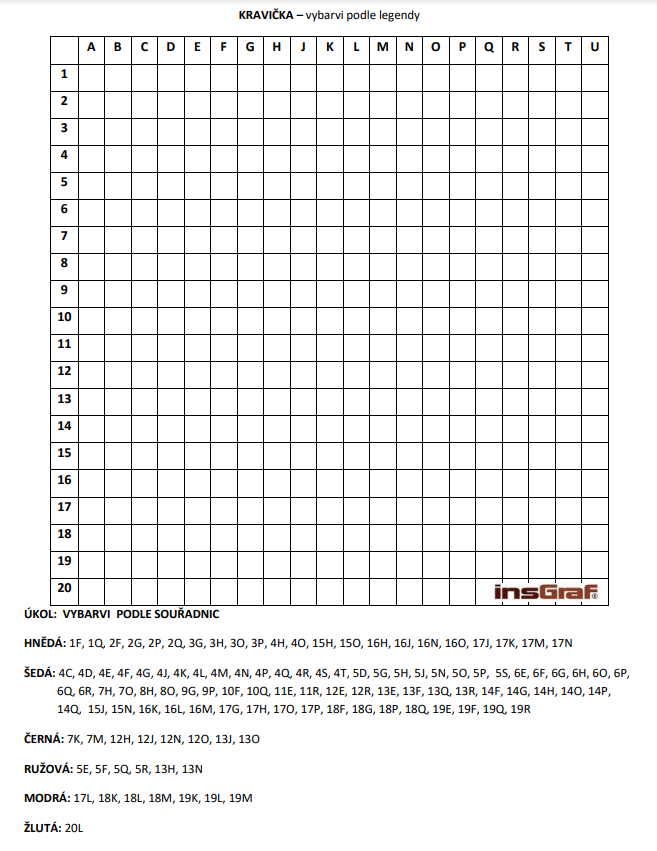 KRAVIČKA – vybarvi podle legendy
A B C D E F G H J K L M N O P Q R S T U
1
2
3
4
5
6
7
8
9
10
11
12
13
14
15
16
17
18
19
20 insGraf®
ÚKOL: VYBARVI PODLE SOUŘADNIC
HNĚDÁ: 1F, 1Q, 2F, 2G, 2P, 2Q, 3G, 3H, 3O, 3P, 4H, 4O, 15H, 15O, 16H, 16J, 16N, 16O, 17J, 17K, 17M, 17N
ŠEDÁ: 4C, 4D, 4E, 4F, 4G, 4J, 4K, 4L, 4M, 4N, 4P, 4Q, 4R, 4S, 4T, 5D, 5G, 5H, 5J, 5N, 5O, 5P, 5S, 6E, 6F, 6G, 6H, 6O, 6P,
6Q, 6R, 7H, 7O, 8H, 8O, 9G, 9P, 10F, 10Q, 11E, 11R, 12E, 12R, 13E, 13F, 13Q, 13R, 14F, 14G, 14H, 14O, 14P,
14Q, 15J, 15N, 16K, 16L, 16M, 17G, 17H, 17O, 17P, 18F, 18G, 18P, 18Q, 19E, 19F, 19Q, 19R
ČERNÁ: 7K, 7M, 12H, 12J, 12N, 12O, 13J, 13O
RUŽOVÁ: 5E, 5F, 5Q, 5R, 13H, 13N
MODRÁ: 17L, 18K, 18L, 18M, 19K, 19L, 19M
ŽLUTÁ: 20L